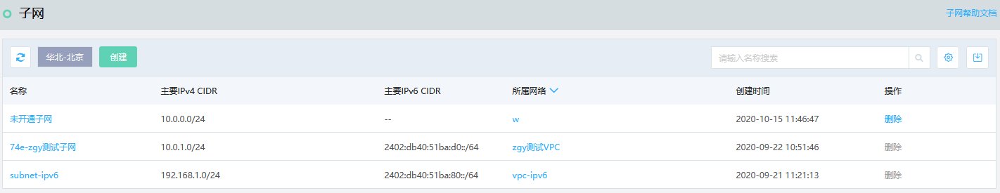 子网 子网帮助文档
华北-北京 创建 请输入名称搜索
名称 主要IPv4 CIDR 主要IPv6 CIDR 所属网络 创建时间 操作
未开通子网 10.0.0.0/24 -- w 2020-10-15 11:46:47 删除
74e-zgy测试子网 10.0.1.0/24 2402:db40:51ba:d0::/64 zgy测试VPC 2020-09-22 10:51:46 删除
subnet-ipv6 192.168.1.0/24 2402:db40:51ba:80::/64 vpc-ipv6 2020-09-21 11:21:13 删除